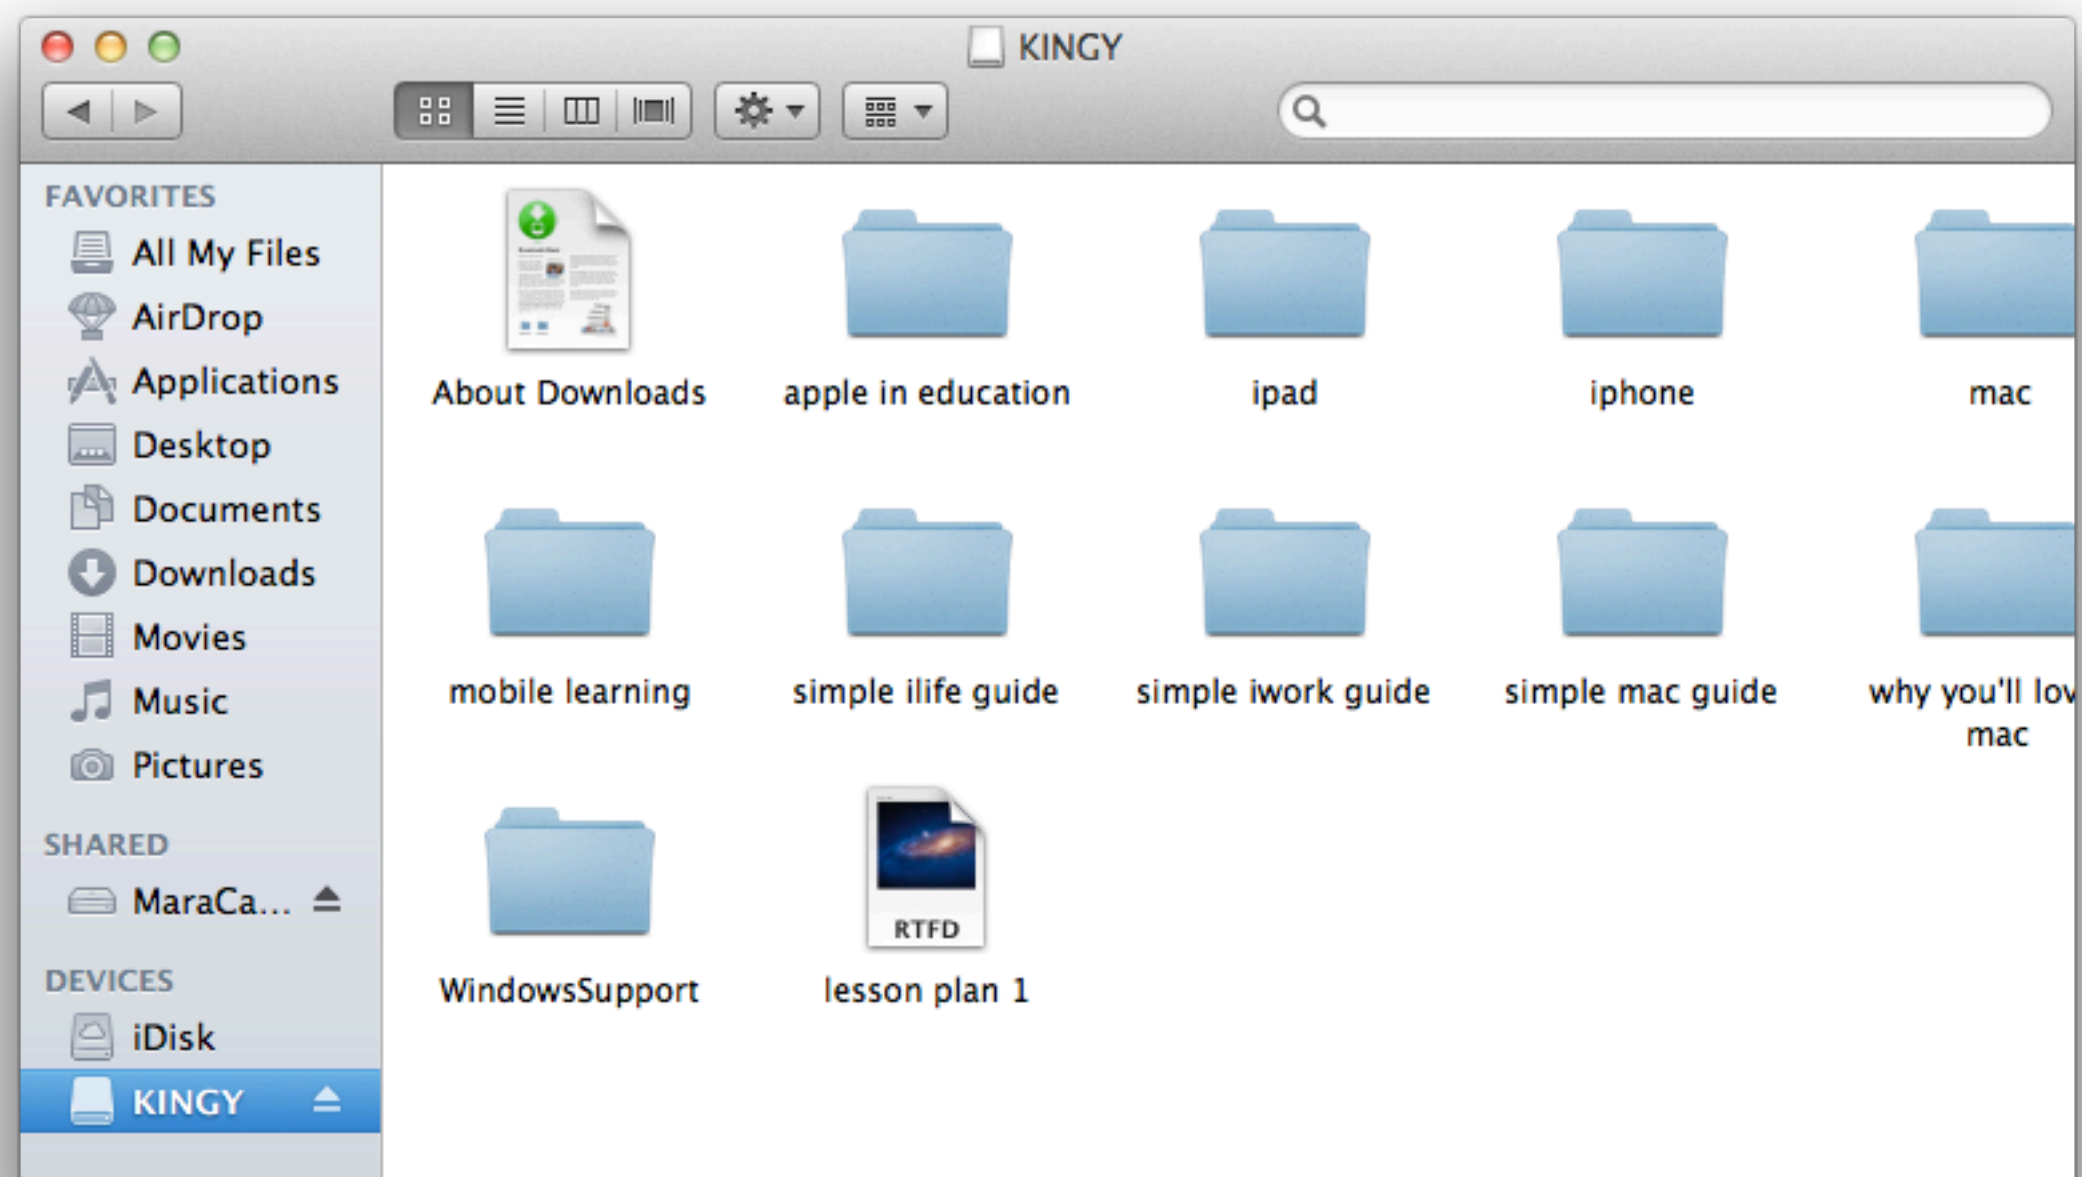 KINGY
FAVORITES
All My Files
AirDrop
Applications
Desktop
Documents
Downloads
Movies
Music
Pictures
SHARED
MaraCa...
DEVICES
iDisk
KINGY
About Downloads
apple in education
ipad
iphone
mac
mobile learning
simple ilife guide
simple iwork guide
simple mac guide
why you'll lov
mac
WindowsSupport
RTFD
lesson plan 1